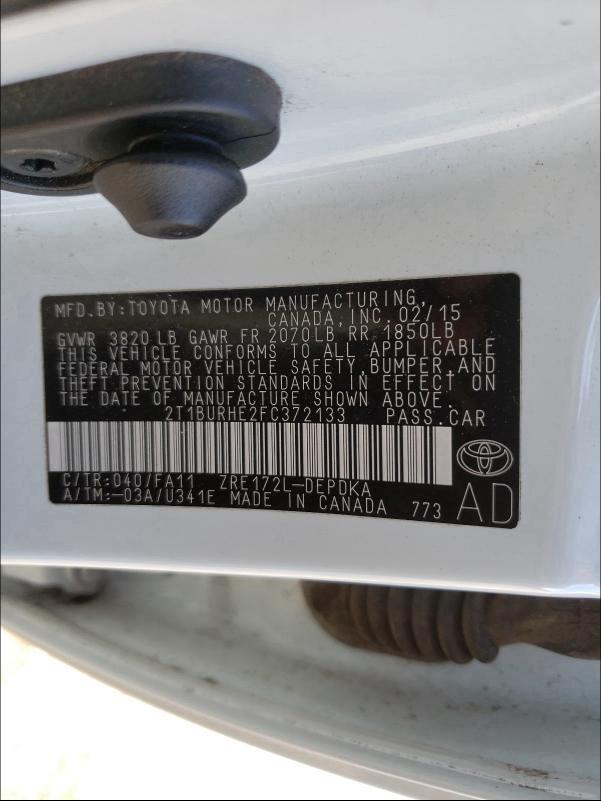 MFD. BY: TOYOTA MOTOR MANUFACTURING,
CANADA, INC. 02/15
GVWR 3820 LB GAWR FR 2070LB RR 1850LB
THIS VEHICLE CONFORMS TO ALL APPLICABLE
FEDERAL MOTOR VEHICLE SAFETY, BUMPER, AND
THEFT PREVENTION STANDARDS IN EFFECT ON
THE DATE OF MANUFACTURE SHOWN ABOVE.
2T1BURHE2FC372133 PASS. CAR
C/TR: 040/FA11 ZRE172L-DEPDKA
A/TM: -03A/U341E MADE IN CANADA 773
AD